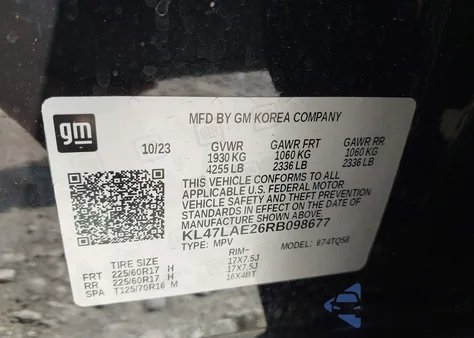 gm
MFD BY GM KOREA COMPANY
10/23 GVWR GAWR FRT GAWR RR
1930 KG 1060 KG 1060 KG
4255 LB 2336 LB 2336 LB
THIS VEHICLE CONFORMS TO ALL
APPLICABLE U.S. FEDERAL MOTOR
VEHICLE SAFETY AND THEFT PREVENTION
STANDARDS IN EFFECT ON THE DATE OF
MANUFACTURE SHOWN ABOVE.
KL47LAE26RB098677
TYPE: MPV MODEL: 674TQ58
TIRE SIZE RIM-
FRT 225/60R17 H 17X7.5J
RR 225/60R17 H 17X7.5J
SPA T125/70R16 M 16X4BT